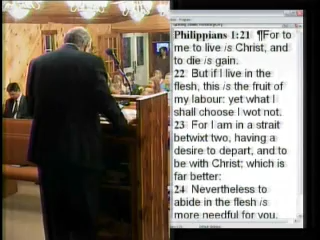 Philippians 1:21 ¶For to
me to live is Christ, and
to die is gain.
22 But if I live in the
flesh, this is the fruit of
my labour: yet what I
shall choose I wot not.
23 For I am in a strait
betwixt two, having a
desire to depart, and to
be with Christ; which is
far better:
24 Nevertheless to
abide in the flesh is
more needful for you.